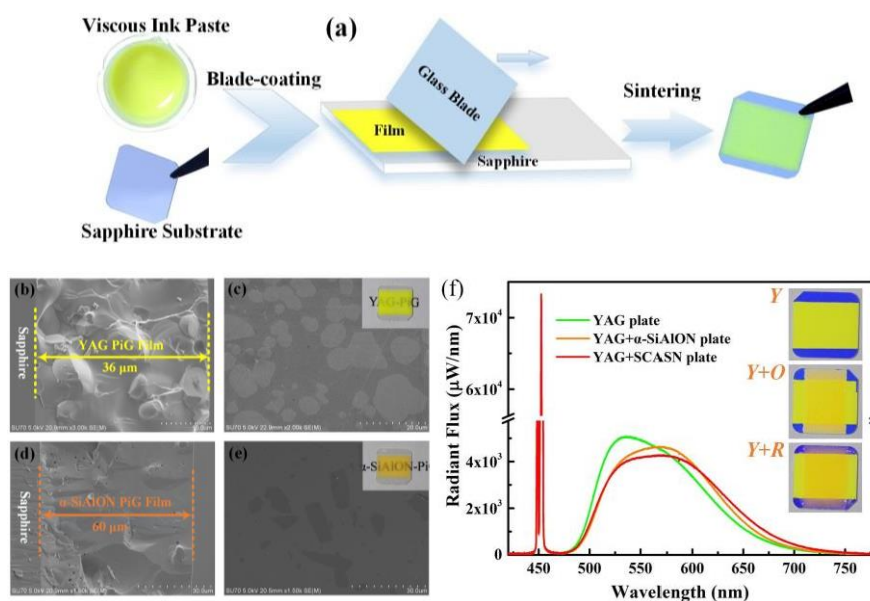 Viscous Ink Paste
(a)
Blade-coating
Glass Blade
Sintering
Film
Sapphire
Sapphire Substrate
(b)
Sapphire
YAG PiG Film
36 μm
(c)
YAG-PiG
(d)
Sapphire
α-SiAlON PiG Film
60 μm
(e)
α-SiAlON-PiG
(f)
Radiant Flux (μW/nm)
7x10⁴
6x10⁴
4x10³
2x10³
0
YAG plate
YAG+α-SiAlON plate
YAG+SCASN plate
Y
Y+O
Y+R
450 500 550 600 650 700 750
Wavelength (nm)